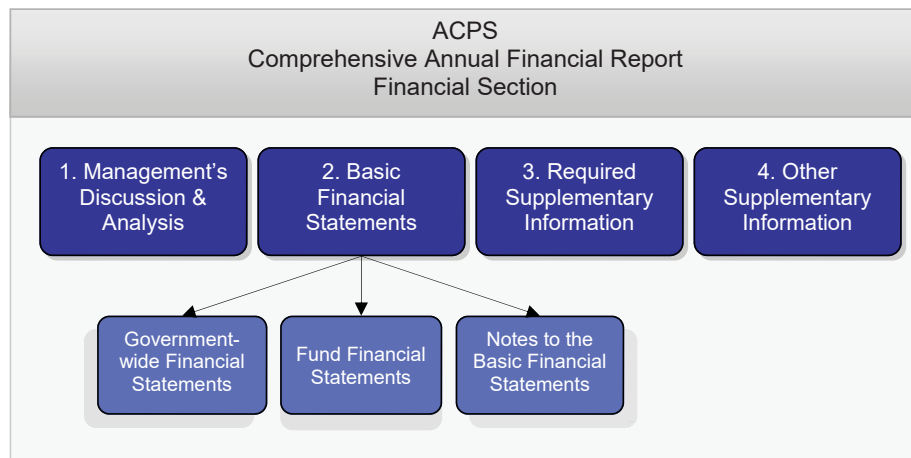 ACPS
Comprehensive Annual Financial Report
Financial Section
1. Management’s
Discussion &
Analysis
2. Basic
Financial
Statements
3. Required
Supplementary
Information
4. Other
Supplementary
Information
Government-
wide Financial
Statements
Fund Financial
Statements
Notes to the
Basic Financial
Statements